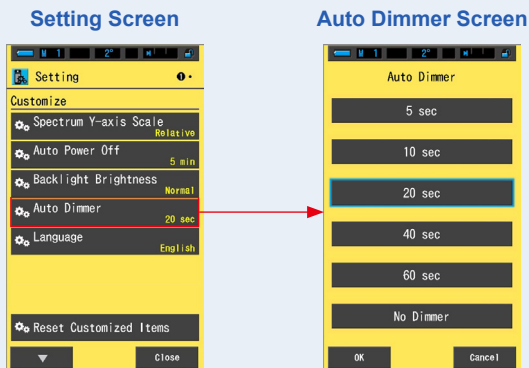 Setting Screen
M 1 2°
Setting
Customize
Spectrum Y-axis Scale
Relative
Auto Power Off
5 min
Backlight Brightness
Normal
Auto Dimmer
20 sec
Language
English
Reset Customized Items
▼ Close
Auto Dimmer Screen
M 1 2°
Auto Dimmer
5 sec
10 sec
20 sec
40 sec
60 sec
No Dimmer
OK Cancel